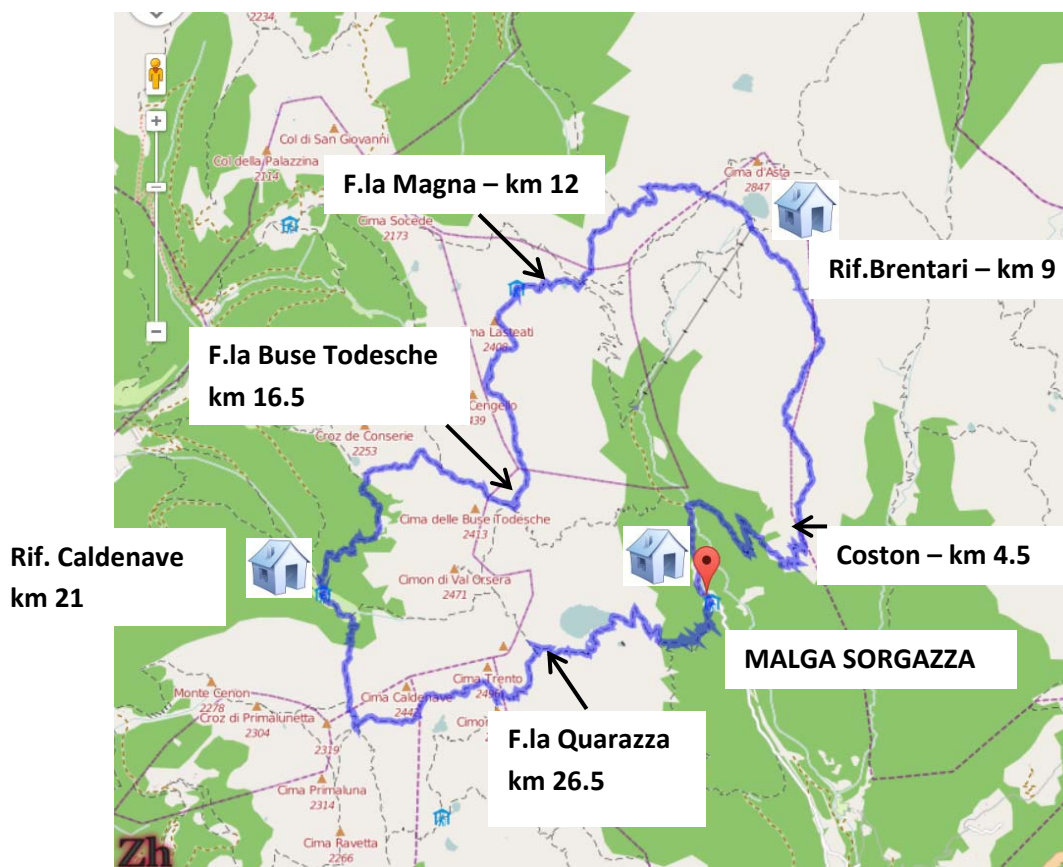 2234
Col di San Giovanni
Col della Palazzina
2114
Cima d'Asta
2847
F.la Magna – km 12
Cima Socede
2173
Rif.Brentari – km 9
ma Lasteati
2408
F.la Buse Todesche
km 16.5
Cengello
439
Croz de Conserie
2253
Cima delle Buse Todesche
2413
Rif. Caldenave
km 21
Coston – km 4.5
Cimon di Val Orsera
2471
MALGA SORGAZZA
Monte Cenon
2278
Cima Trento
Cima Caldenave
Croz di Primalunetta
2304
2319
F.la Quarazza
km 26.5
Cima Primaluna
2314
Cima Ravetta
2266
Zh